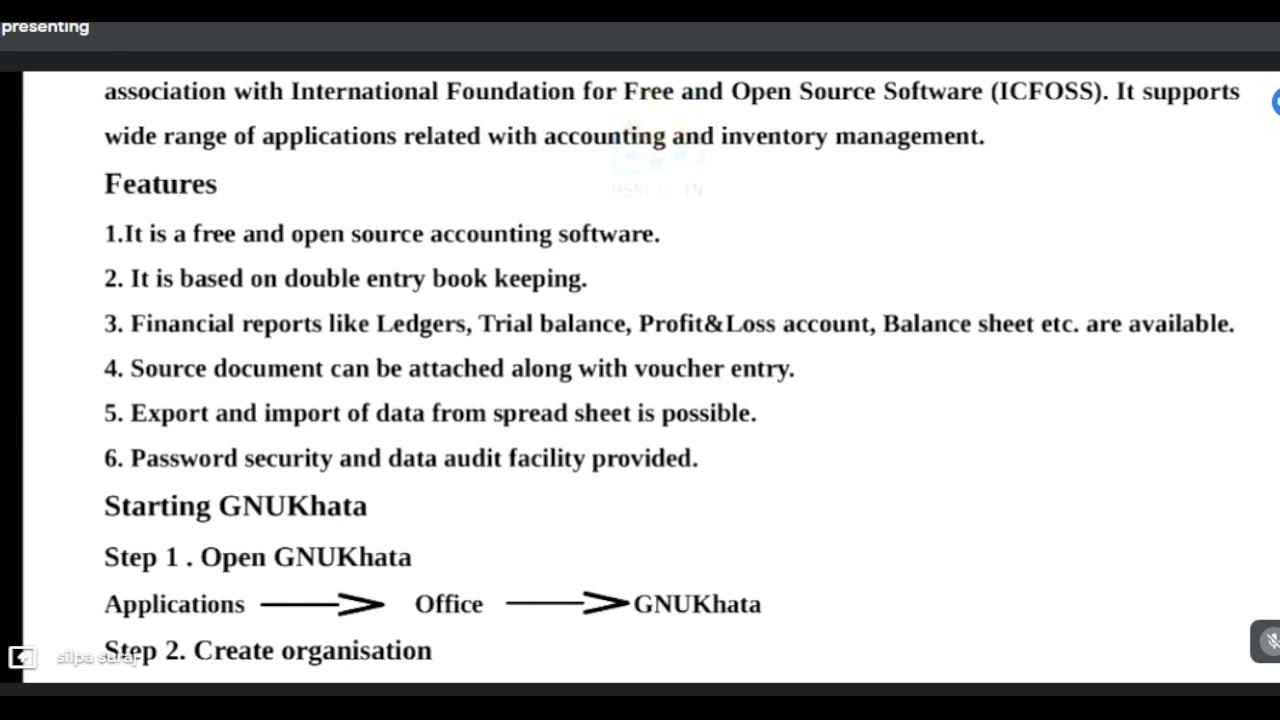 presenting
association with International Foundation for Free and Open Source Software (ICFOSS). It supports
wide range of applications related with accounting and inventory management.
Features
1.It is a free and open source accounting software.
2. It is based on double entry book keeping.
3. Financial reports like Ledgers, Trial balance, Profit&Loss account, Balance sheet etc. are available.
4. Source document can be attached along with voucher entry.
5. Export and import of data from spread sheet is possible.
6. Password security and data audit facility provided.
Starting GNUKhata
Step 1 . Open GNUKhata
Applications Office GNUKhata
Step 2. Create organisation
silpa suraj